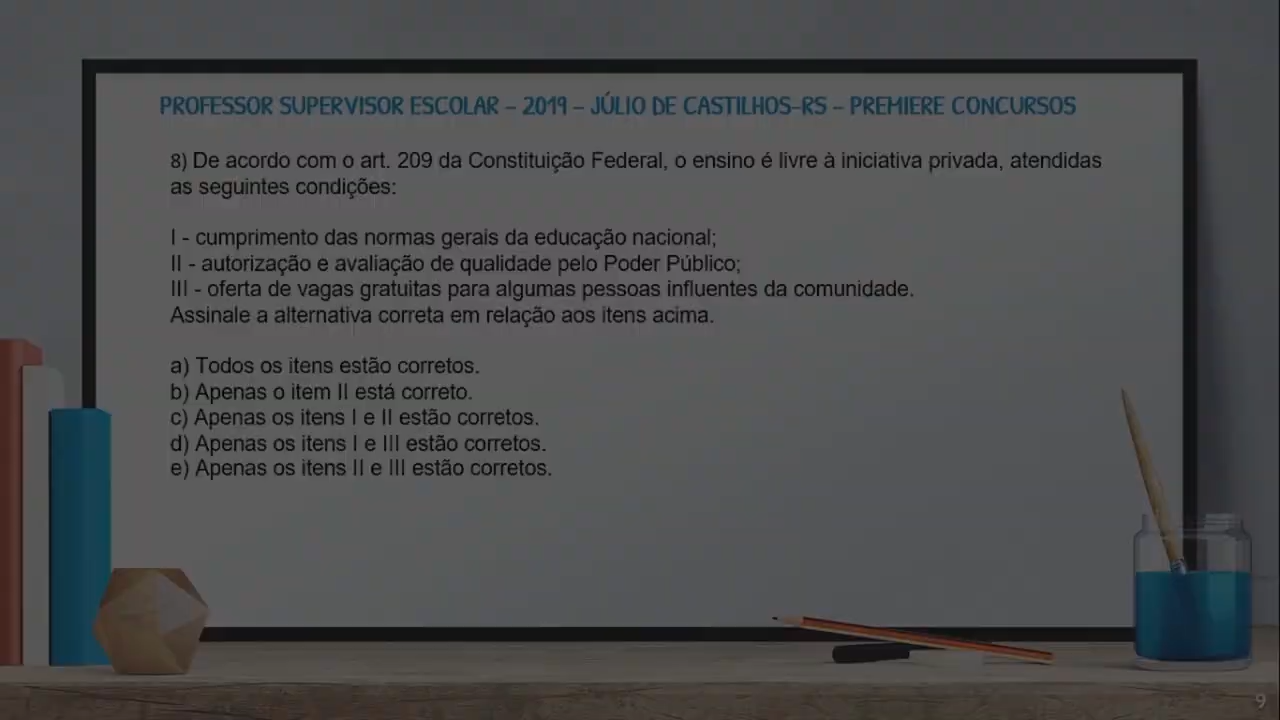 PROFESSOR SUPERVISOR ESCOLAR – 2019 – JÚLIO DE CASTILHOS-RS – PREMIERE CONCURSOS
8) De acordo com o art. 209 da Constituição Federal, o ensino é livre à iniciativa privada, atendidas
as seguintes condições:
I - cumprimento das normas gerais da educação nacional;
II - autorização e avaliação de qualidade pelo Poder Público;
III - oferta de vagas gratuitas para algumas pessoas influentes da comunidade.
Assinale a alternativa correta em relação aos itens acima.
a) Todos os itens estão corretos.
b) Apenas o item II está correto.
c) Apenas os itens I e II estão corretos.
d) Apenas os itens I e III estão corretos.
e) Apenas os itens II e III estão corretos.
9